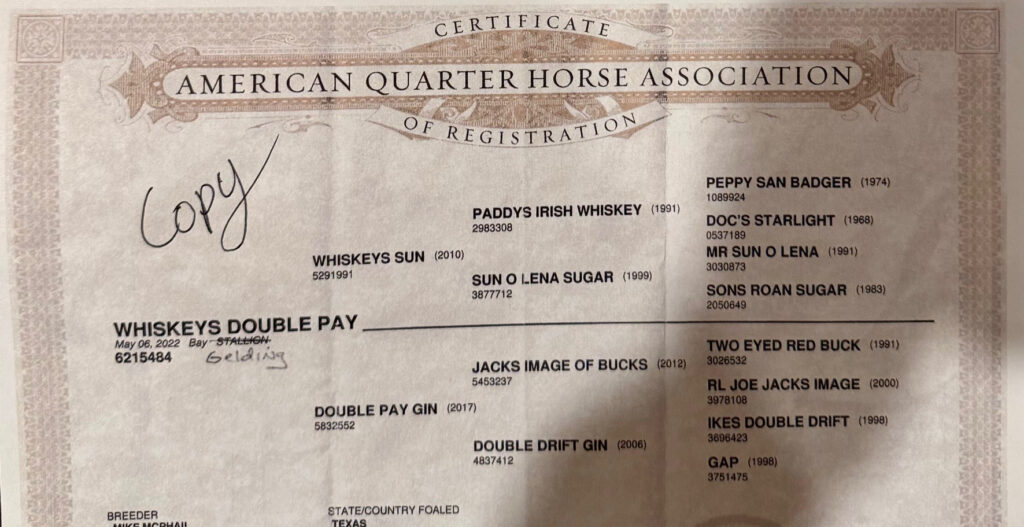 CERTIFICATE
AMERICAN QUARTER HORSE ASSOCIATION
OF REGISTRATION
Copy
PEPPY SAN BADGER (1974)
1089924
PADDYS IRISH WHISKEY (1991)
2983308
DOC'S STARLIGHT (1968)
0537189
WHISKEYS SUN (2010)
5291991
MR SUN O LENA (1991)
3030873
SUN O LENA SUGAR (1999)
3877712
SONS ROAN SUGAR (1983)
2050649
WHISKEYS DOUBLE PAY
May 06, 2022 Bay STALLION
6215484 Gelding
TWO EYED RED BUCK (1991)
3026532
JACKS IMAGE OF BUCKS (2012)
5453237
RL JOE JACKS IMAGE (2000)
3978108
DOUBLE PAY GIN (2017)
5832552
IKES DOUBLE DRIFT (1998)
3696423
DOUBLE DRIFT GIN (2006)
4837412
GAP (1998)
3751475
BREEDER
MIKE MCPHAIL
STATE/COUNTRY FOALED
TEXAS